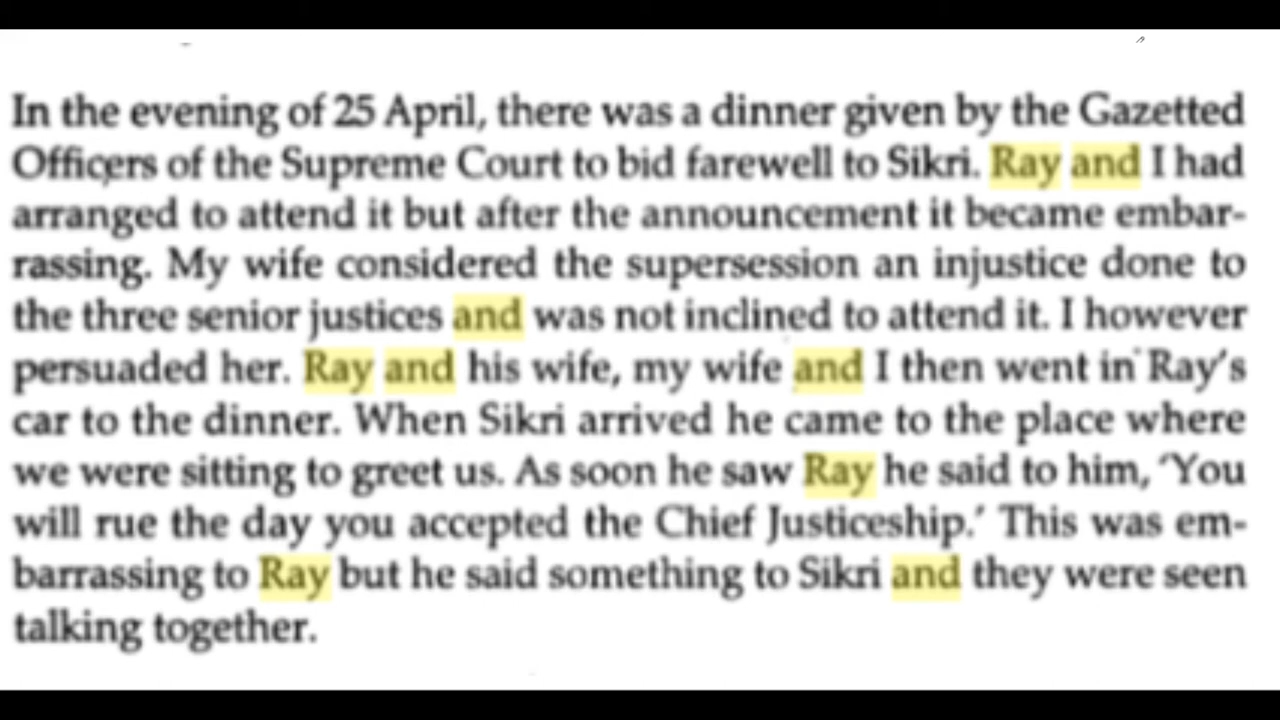 In the evening of 25 April, there was a dinner given by the Gazetted
Officers of the Supreme Court to bid farewell to Sikri. Ray and I had
arranged to attend it but after the announcement it became embar-
rassing. My wife considered the supersession an injustice done to
the three senior justices and was not inclined to attend it. I however
persuaded her. Ray and his wife, my wife and I then went in Ray's
car to the dinner. When Sikri arrived he came to the place where
we were sitting to greet us. As soon he saw Ray he said to him, 'You
will rue the day you accepted the Chief Justiceship.' This was em-
barrassing to Ray but he said something to Sikri and they were seen
talking together.